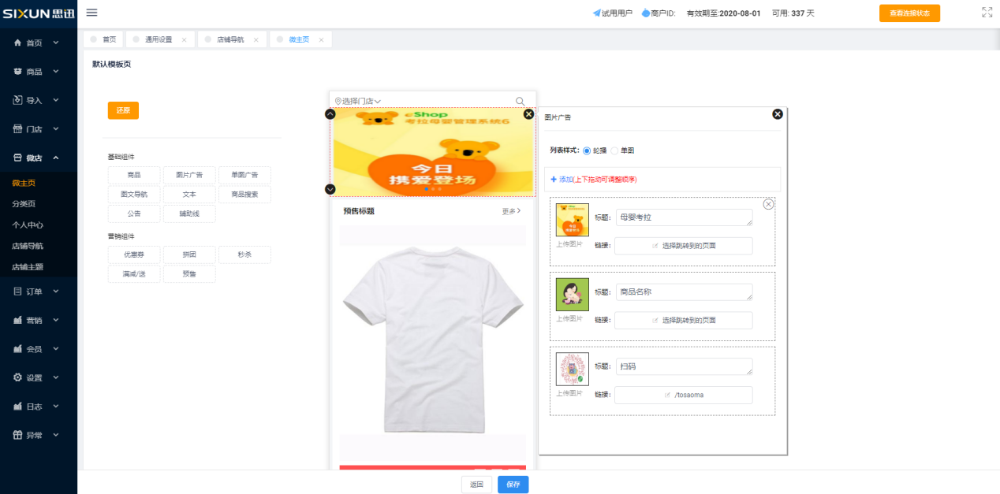 SIXUN思迅
试用用户 商户ID: 有效期至:2020-08-01 可用: 337 天
查看连接状态
首页
商品
导入
门店
微店
微主页
分类页
个人中心
店铺导航
店铺主题
订单
营销
会员
设置
日志
异常
首页 通用设置 店铺导航 微主页
默认模板页
还原
基础组件
商品 图片广告 单图广告
图文导航 文本 商品搜索
公告 辅助线
营销组件
优惠券 拼团 秒杀
满减/送 预售
选择门店
eShop
考拉母婴管理系统6
今日
携爱登场
预售标题 更多
图片广告
列表样式: 轮播 单图
+ 添加(上下拖动可调整顺序)
标题: 母婴考拉
上传图片 链接: 选择跳转到的页面
标题: 商品名称
上传图片 链接: 选择跳转到的页面
标题: 扫码
上传图片 链接: /tosaoma
返回 保存